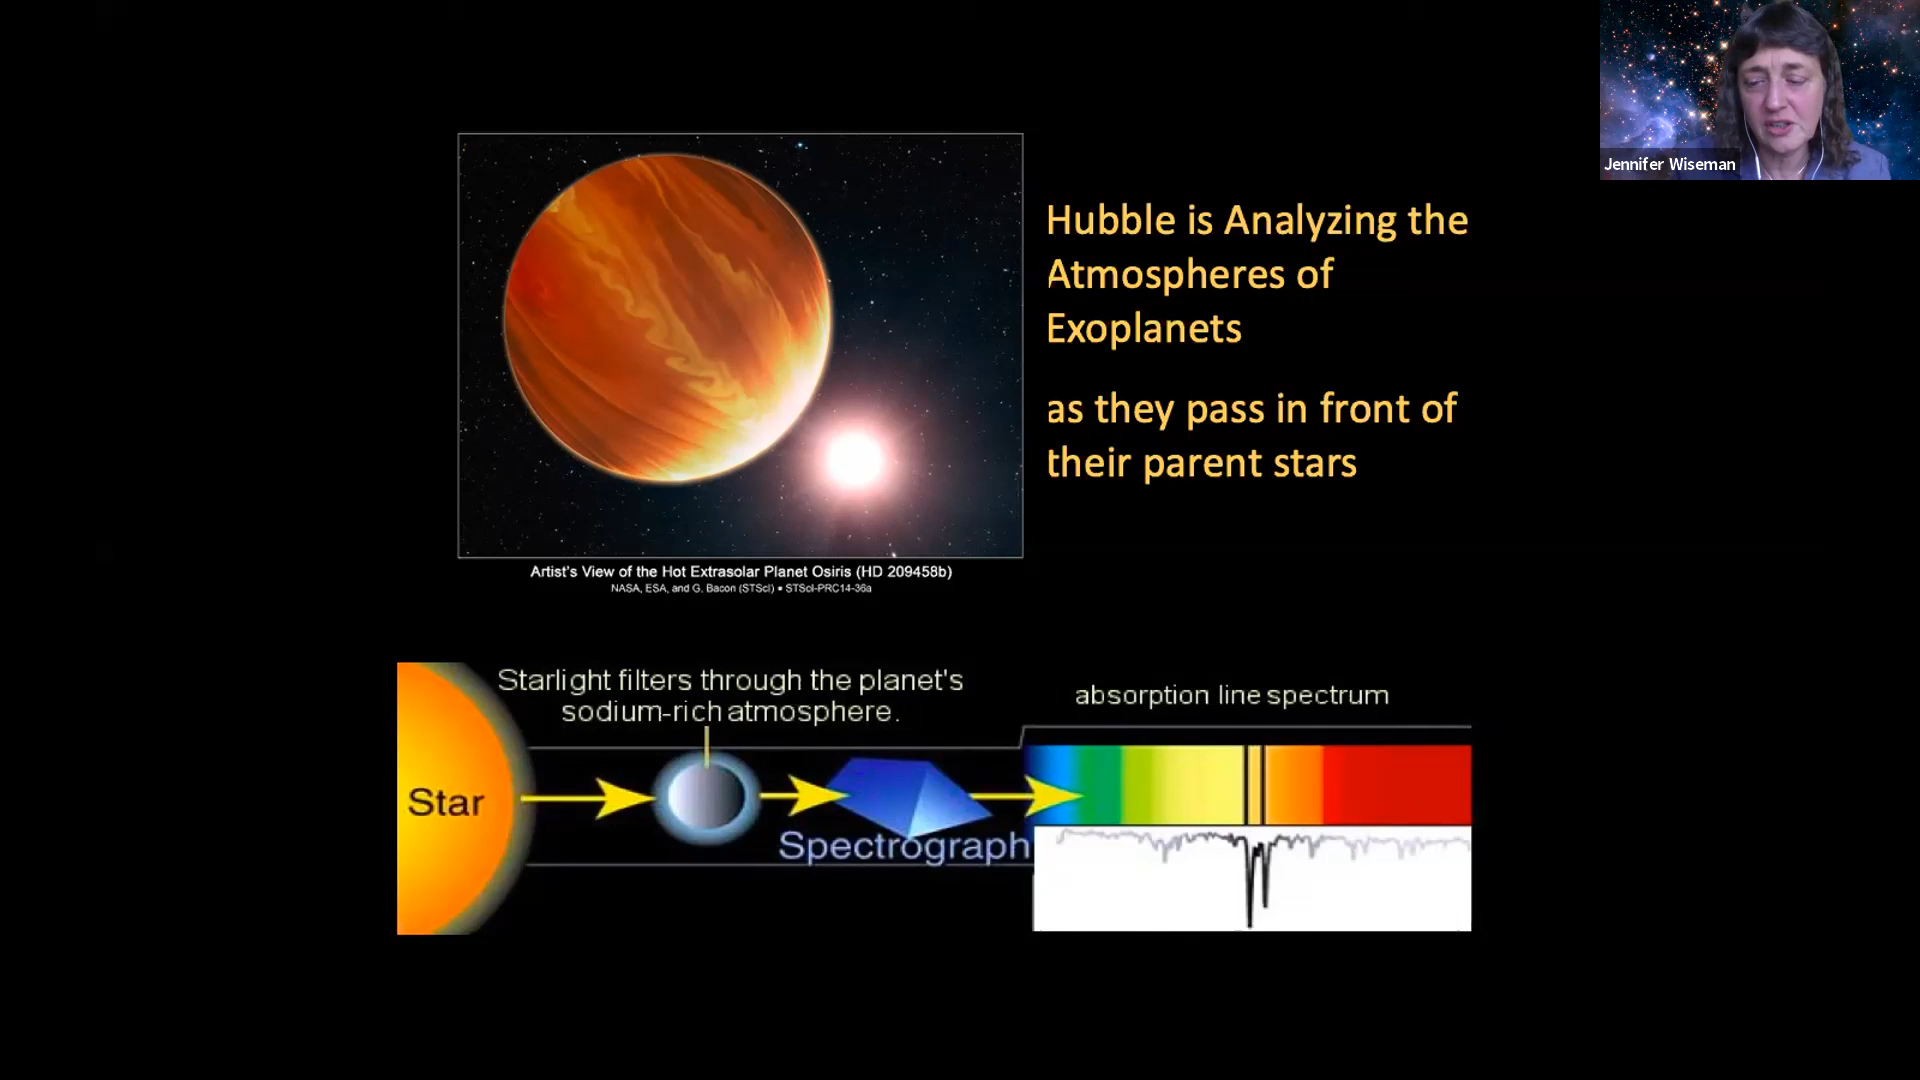 Jennifer Wiseman
Hubble is Analyzing the
Atmospheres of
Exoplanets
as they pass in front of
their parent stars
Artist's View of the Hot Extrasolar Planet Osiris (HD 209458b)
NASA, ESA, and G. Bacon (STScI) ▪ STScI-PRC14-36a
Starlight filters through the planet's
sodium-rich atmosphere.
absorption line spectrum
Star
Spectrograph